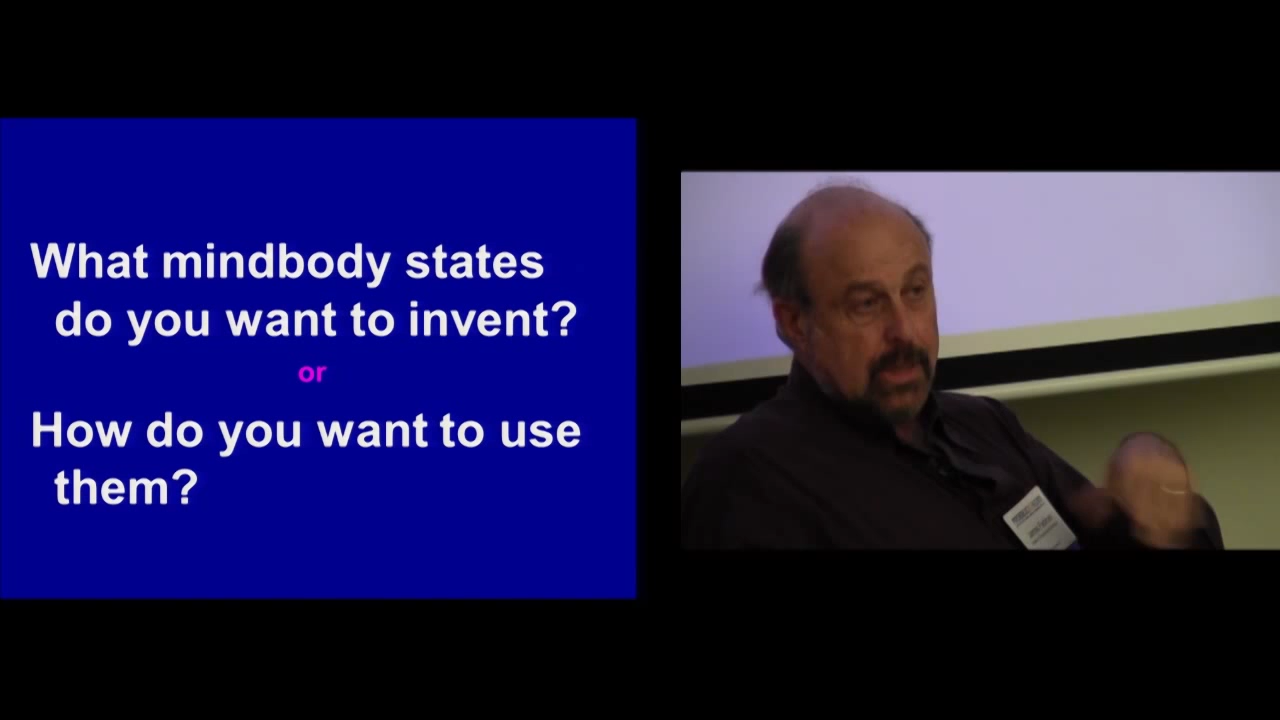 What mindbody states
do you want to invent?
or
How do you want to use
them?